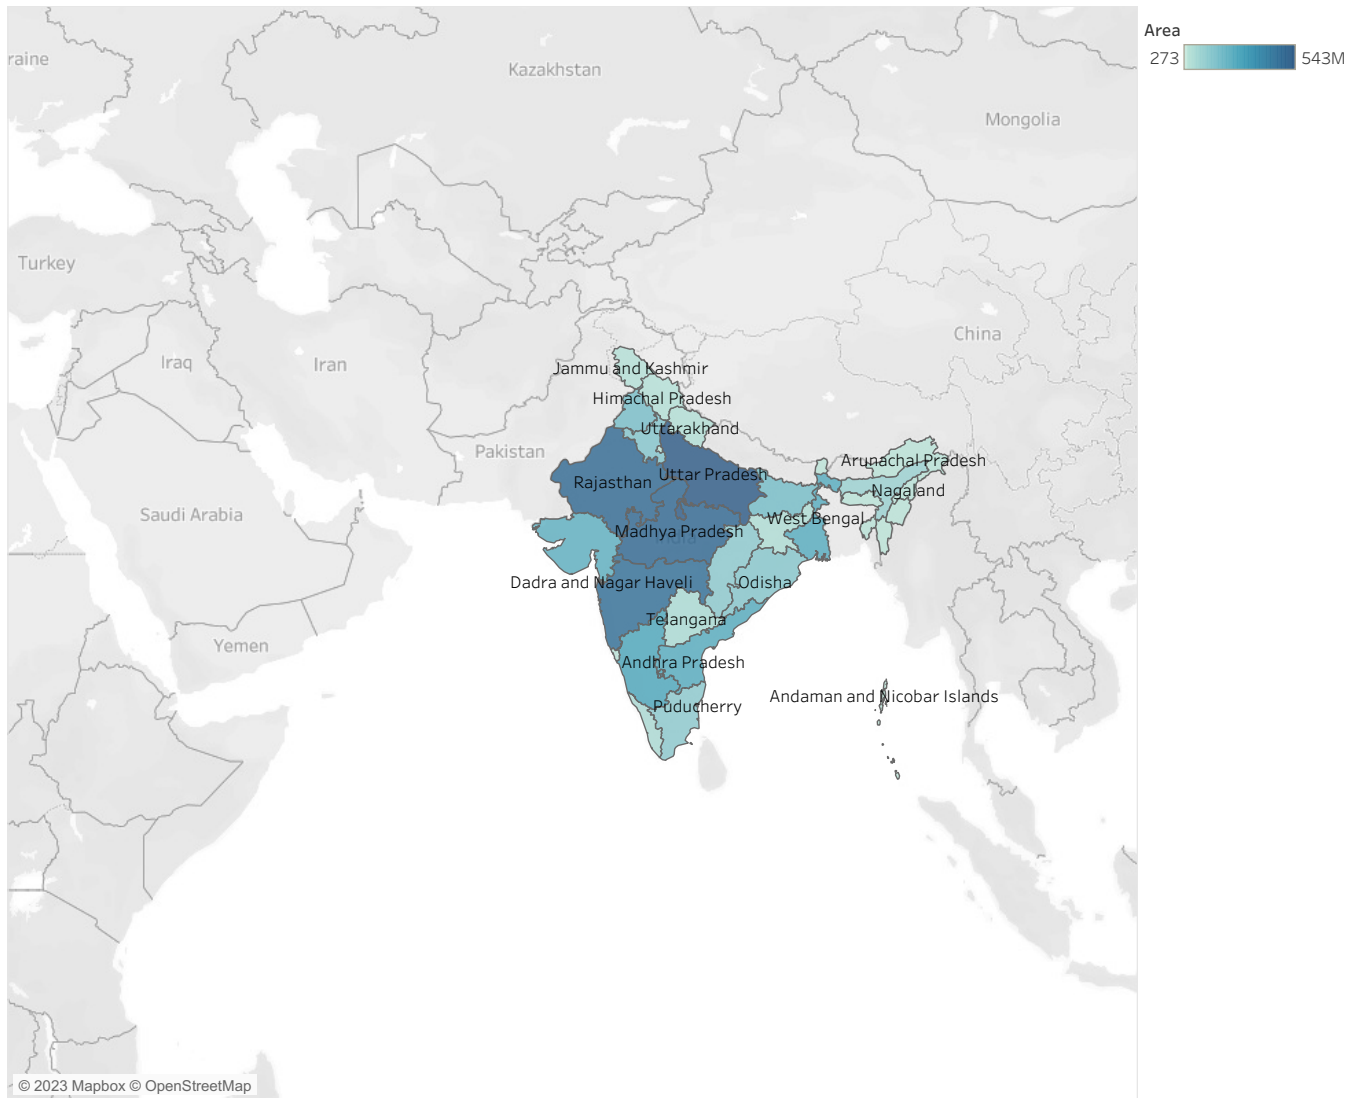 Area
273
543M
raine
Kazakhstan
Mongolia
Turkey
China
Iraq
Iran
Jammu and Kashmir
Himachal Pradesh
Uttarakhand
Pakistan
Arunachal Pradesh
Uttar Pradesh
Rajasthan
Nagaland
Saudi Arabia
West Bengal
Madhya Pradesh
India
Dadra and Nagar Haveli
Odisha
Telangana
Yemen
Andhra Pradesh
Andaman and Nicobar Islands
Puducherry
© 2023 Mapbox © OpenStreetMap